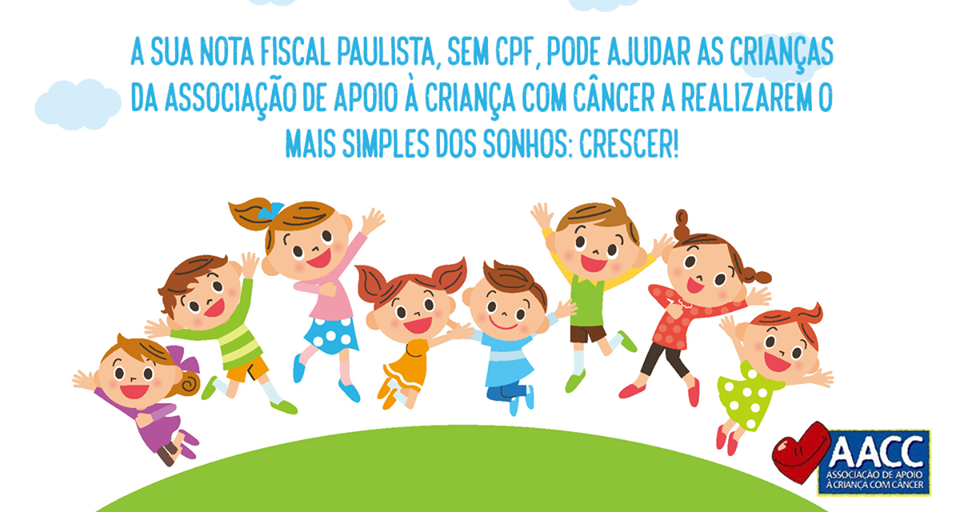 A SUA NOTA FISCAL PAULISTA, SEM CPF, PODE AJUDAR AS CRIANÇAS
DA ASSOCIAÇÃO DE APOIO À CRIANÇA COM CÂNCER A REALIZAREM O
MAIS SIMPLES DOS SONHOS: CRESCER!
AACC
ASSOCIAÇÃO DE APOIO
À CRIANÇA COM CÂNCER